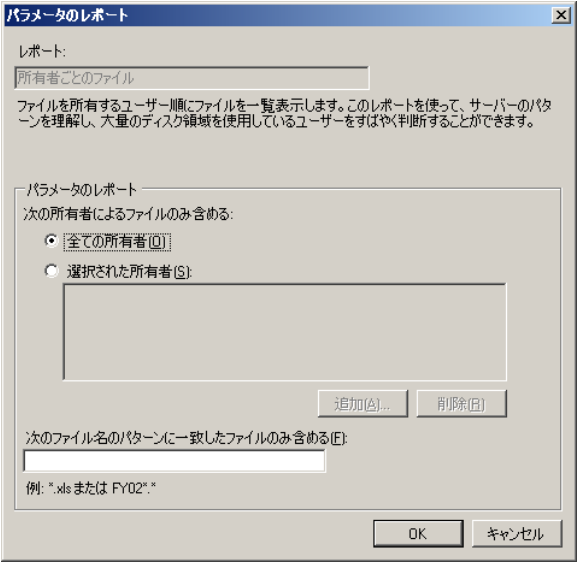 パラメータのレポート
レポート:
所有者ごとのファイル
ファイルを所有するユーザー順にファイルを一覧表示します。このレポートを使って、サーバーのパタ
ーンを理解し、大量のディスク領域を使用しているユーザーをすばやく判断することができます。
パラメータのレポート
次の所有者によるファイルのみ含める:
全ての所有者(O)
選択された所有者(S):
追加(A)... 削除(R)
次のファイル名のパターンに一致したファイルのみ含める(F):
例: *.xls または FY02*.*
OK キャンセル